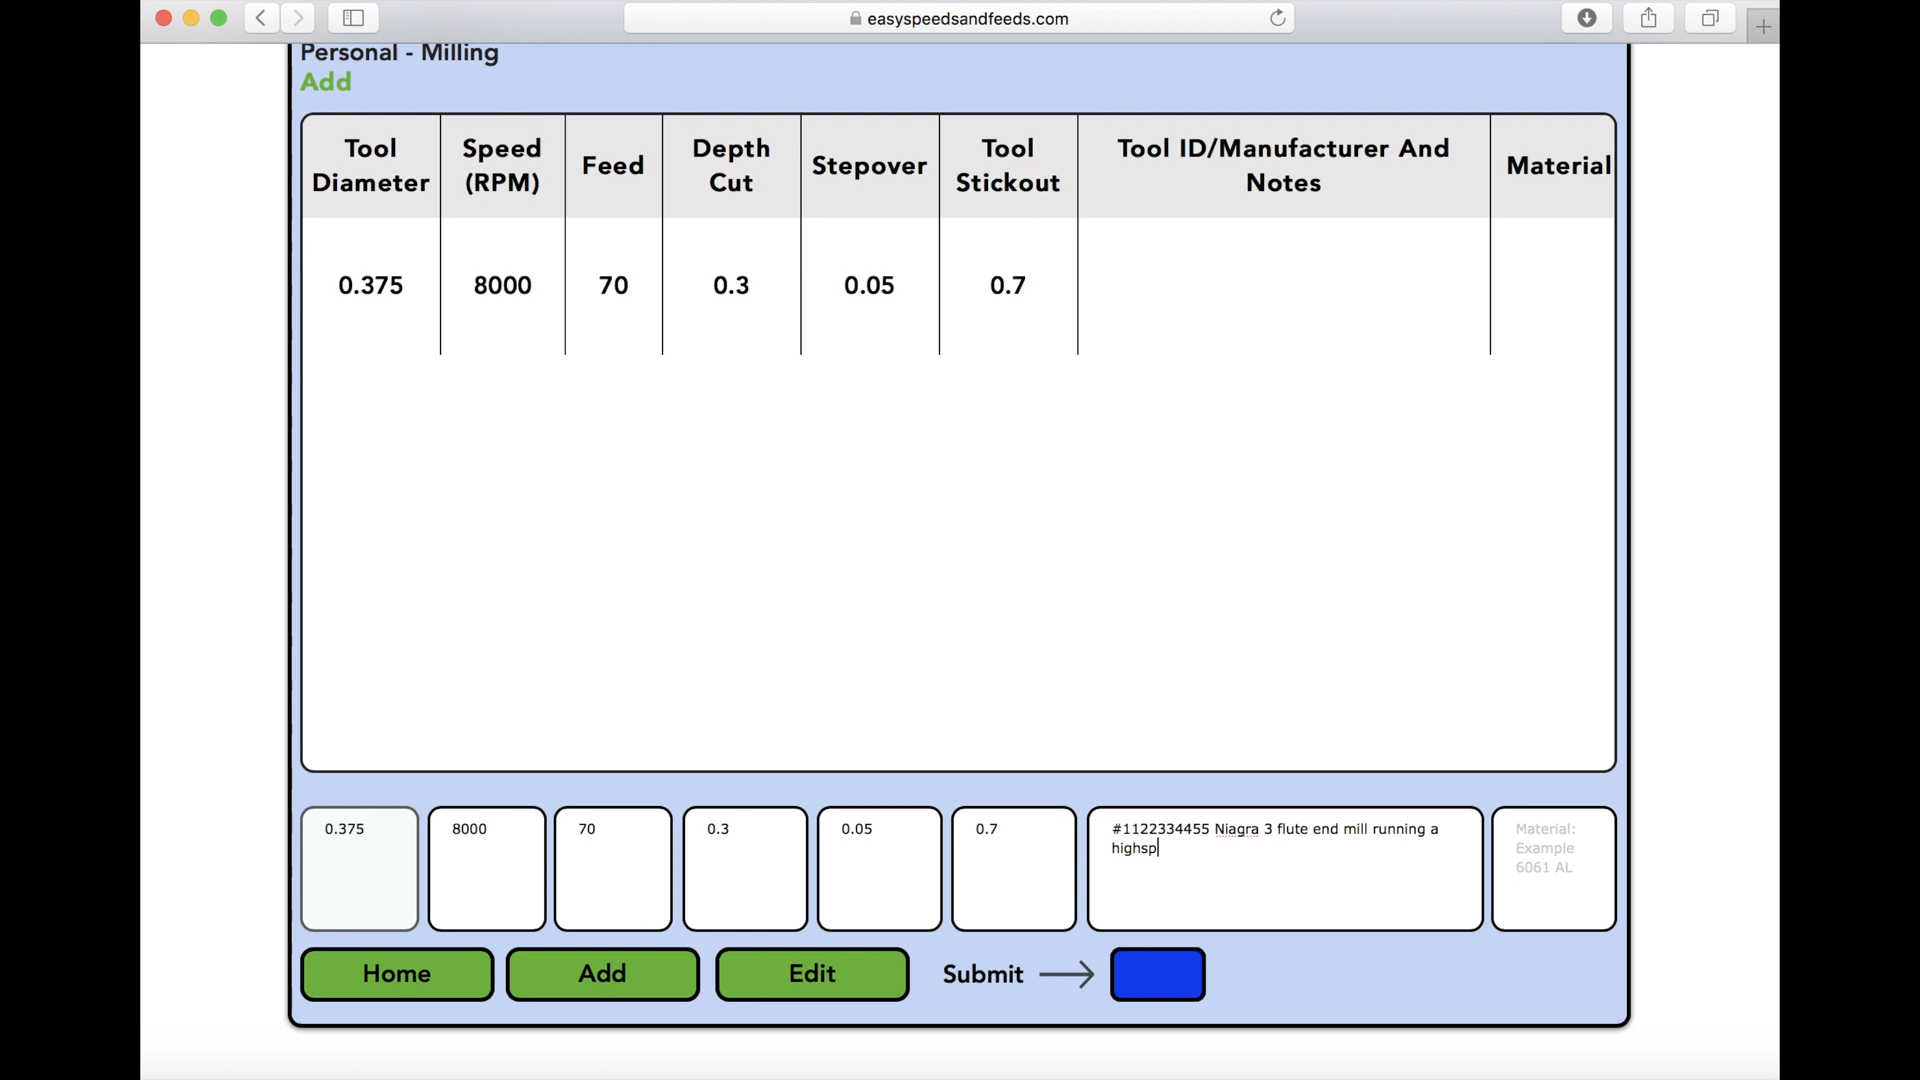 easyspeedsandfeeds.com
Personal - Milling
Add
Tool Diameter
Speed (RPM)
Feed
Depth Cut
Stepover
Tool Stickout
Tool ID/Manufacturer And Notes
Material
0.375
8000
70
0.3
0.05
0.7
0.375
8000
70
0.3
0.05
0.7
#1122334455 Niagra 3 flute end mill running a
highsp
Material:
Example
6061 AL
Home
Add
Edit
Submit